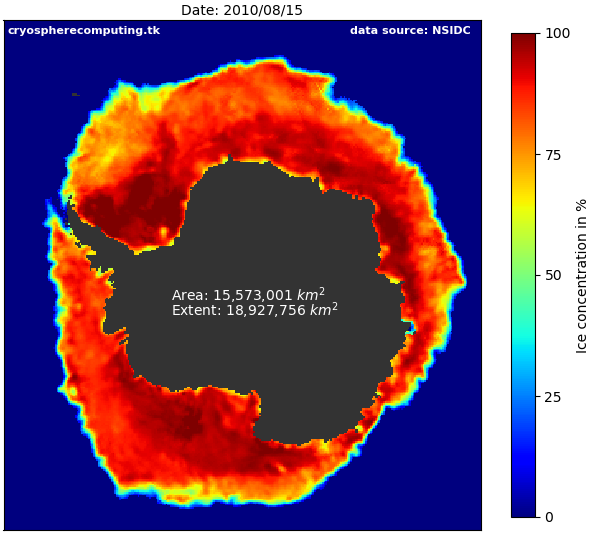 Date: 2010/08/15
cryospherecomputing.tk
data source: NSIDC
100
75
50
25
0
Ice concentration in %
Area: 15,573,001 km²
Extent: 18,927,756 km²